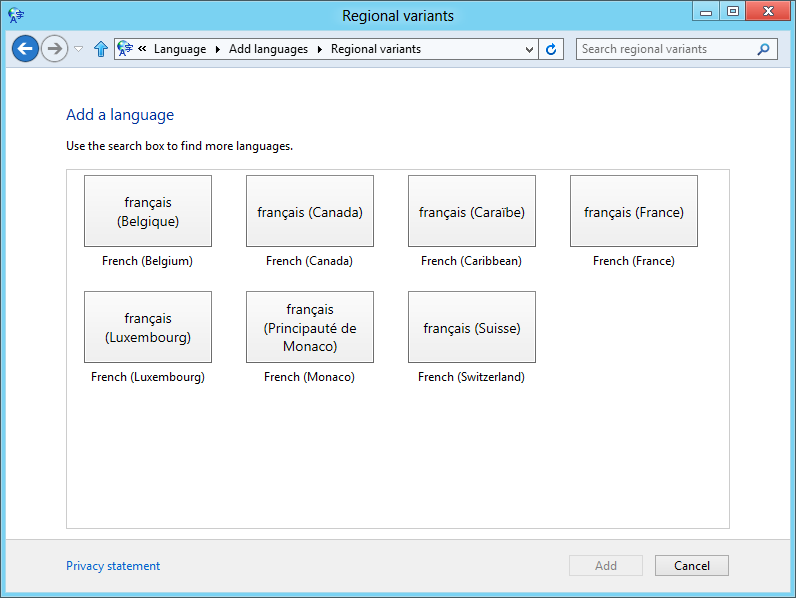 Regional variants
« Language Add languages Regional variants
Search regional variants
Add a language
Use the search box to find more languages.
français
(Belgique)
French (Belgium)
français (Canada)
French (Canada)
français (Caraïbe)
French (Caribbean)
français (France)
French (France)
français
(Luxembourg)
French (Luxembourg)
français
(Principauté de
Monaco)
French (Monaco)
français (Suisse)
French (Switzerland)
Privacy statement
Add
Cancel